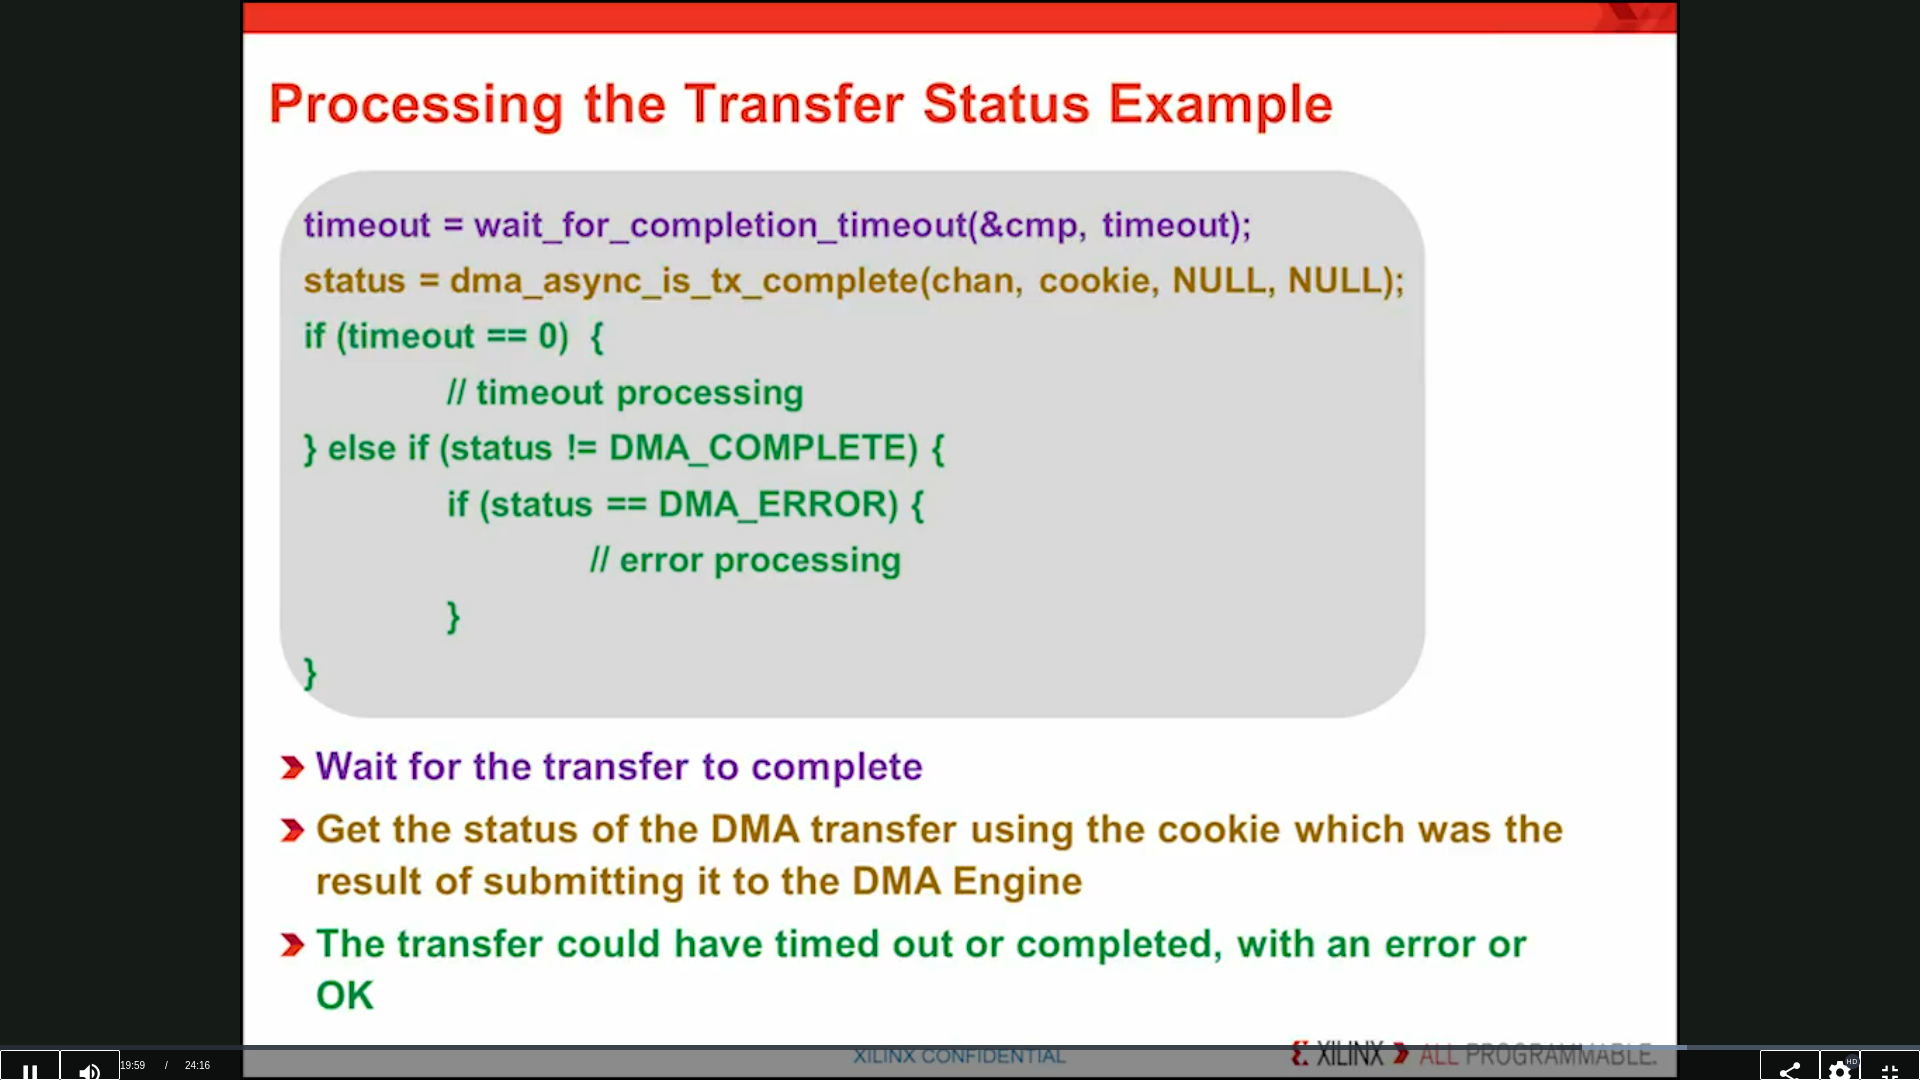 Processing the Transfer Status Example
timeout = wait_for_completion_timeout(&cmp, timeout);
status = dma_async_is_tx_complete(chan, cookie, NULL, NULL);
if (timeout == 0) {
// timeout processing
} else if (status != DMA_COMPLETE) {
if (status == DMA_ERROR) {
// error processing
}
}
Wait for the transfer to complete
Get the status of the DMA transfer using the cookie which was the
result of submitting it to the DMA Engine
The transfer could have timed out or completed, with an error or
OK
XILINX CONFIDENTIAL
XILINX ALL PROGRAMMABLE.
19:59 / 24:16
HD